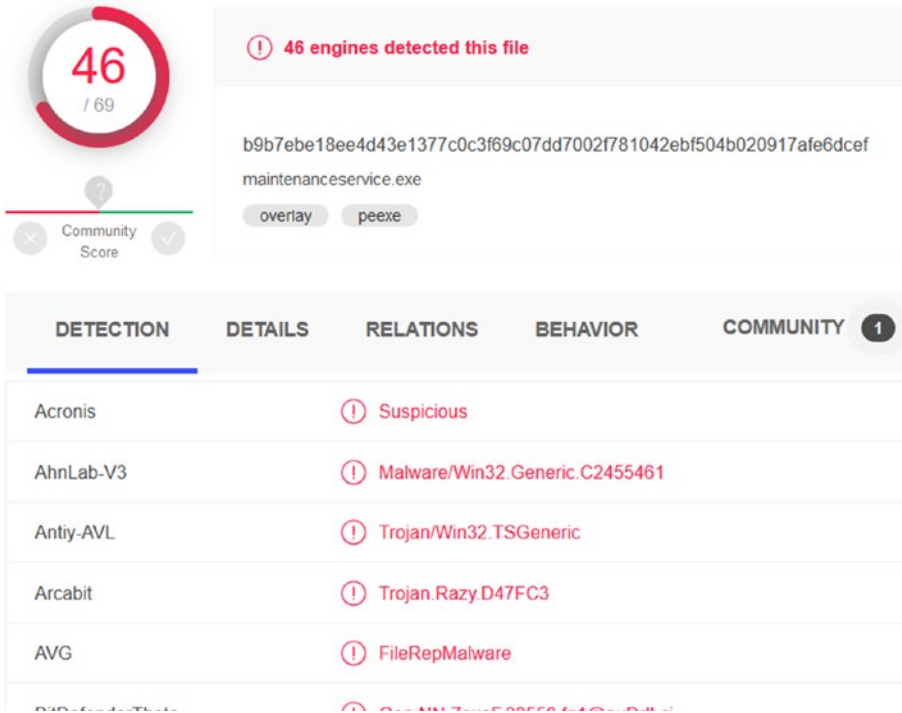 46
/ 69
46 engines detected this file
b9b7ebe18ee4d43e1377c0c3f69c07dd7002f781042ebf504b020917afe6dcef
maintenanceservice.exe
overlay peexe
?
Community
Score
DETECTION DETAILS RELATIONS BEHAVIOR COMMUNITY 1
Acronis Suspicious
AhnLab-V3 Malware/Win32.Generic.C2455461
Antiy-AVL Trojan/Win32.TSGeneric
Arcabit Trojan.Razy.D47FC3
AVG FileRepMalware